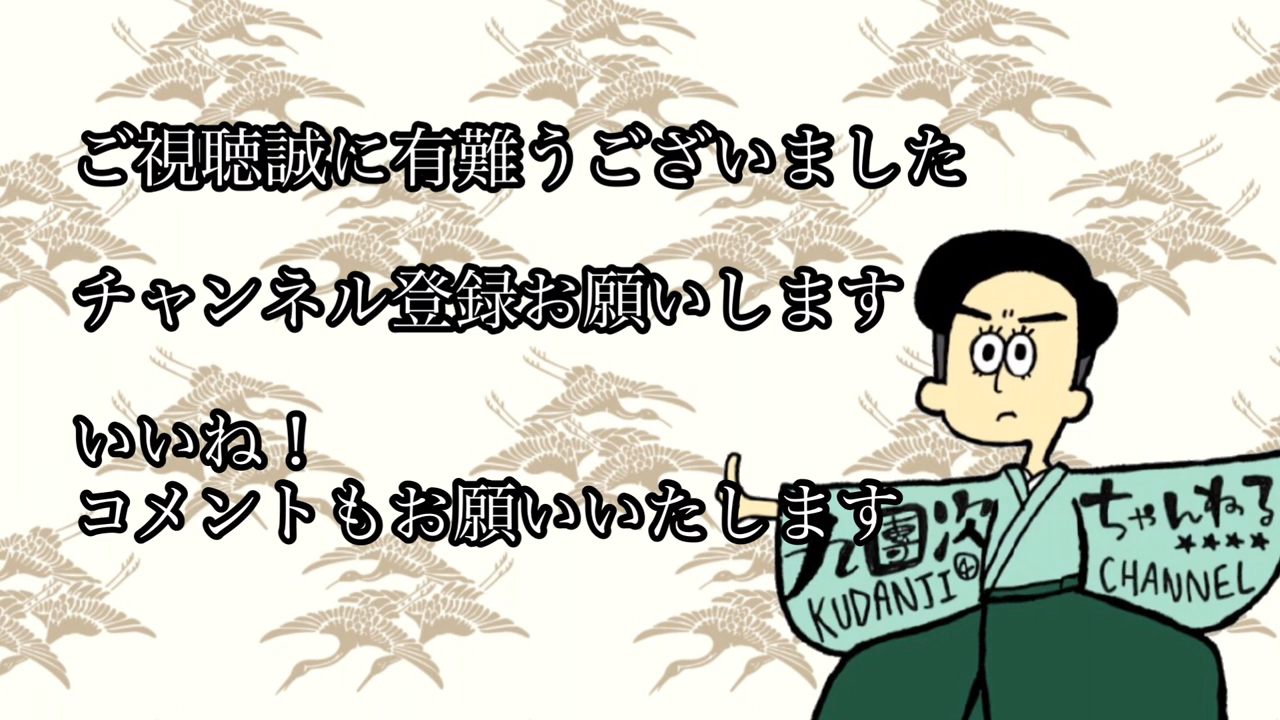 ご視聴誠に有難うございました
チャンネル登録お願いします
いいね！
コメントもお願いいたします
九團次
ちゃんねる
★★★★
KUDANJI④
CHANNEL